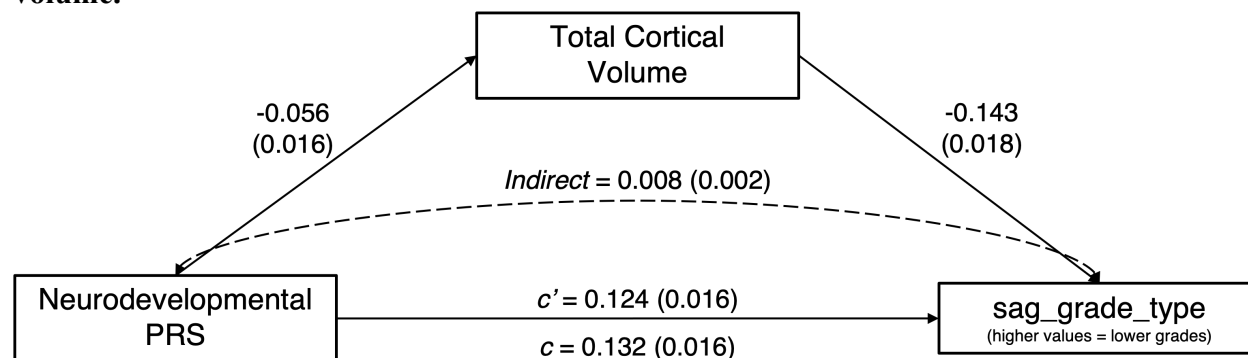 volume.
Total Cortical
Volume
-0.056
(0.016)
-0.143
(0.018)
Indirect = 0.008 (0.002)
Neurodevelopmental
PRS
c’ = 0.124 (0.016)
c = 0.132 (0.016)
sag_grade_type
(higher values = lower grades)